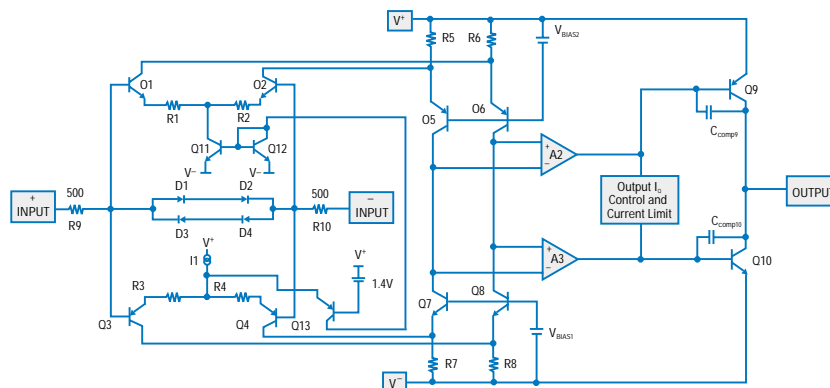 V+
R5
R6
VBIAS2
O1
O2
Q9
R1
R2
O5
O6
Ccomp9
Q11
Q12
A2
+
−
V−
V−
+
INPUT
500
R9
D1
D2
D3
D4
500
R10
−
INPUT
Output IQ
Control and
Current Limit
OUTPUT
Ccomp10
V+
I1
V+
1.4V
A3
+
−
Q10
R3
R4
Q3
Q4
Q13
Q7
Q8
VBIAS1
R7
R8
V−